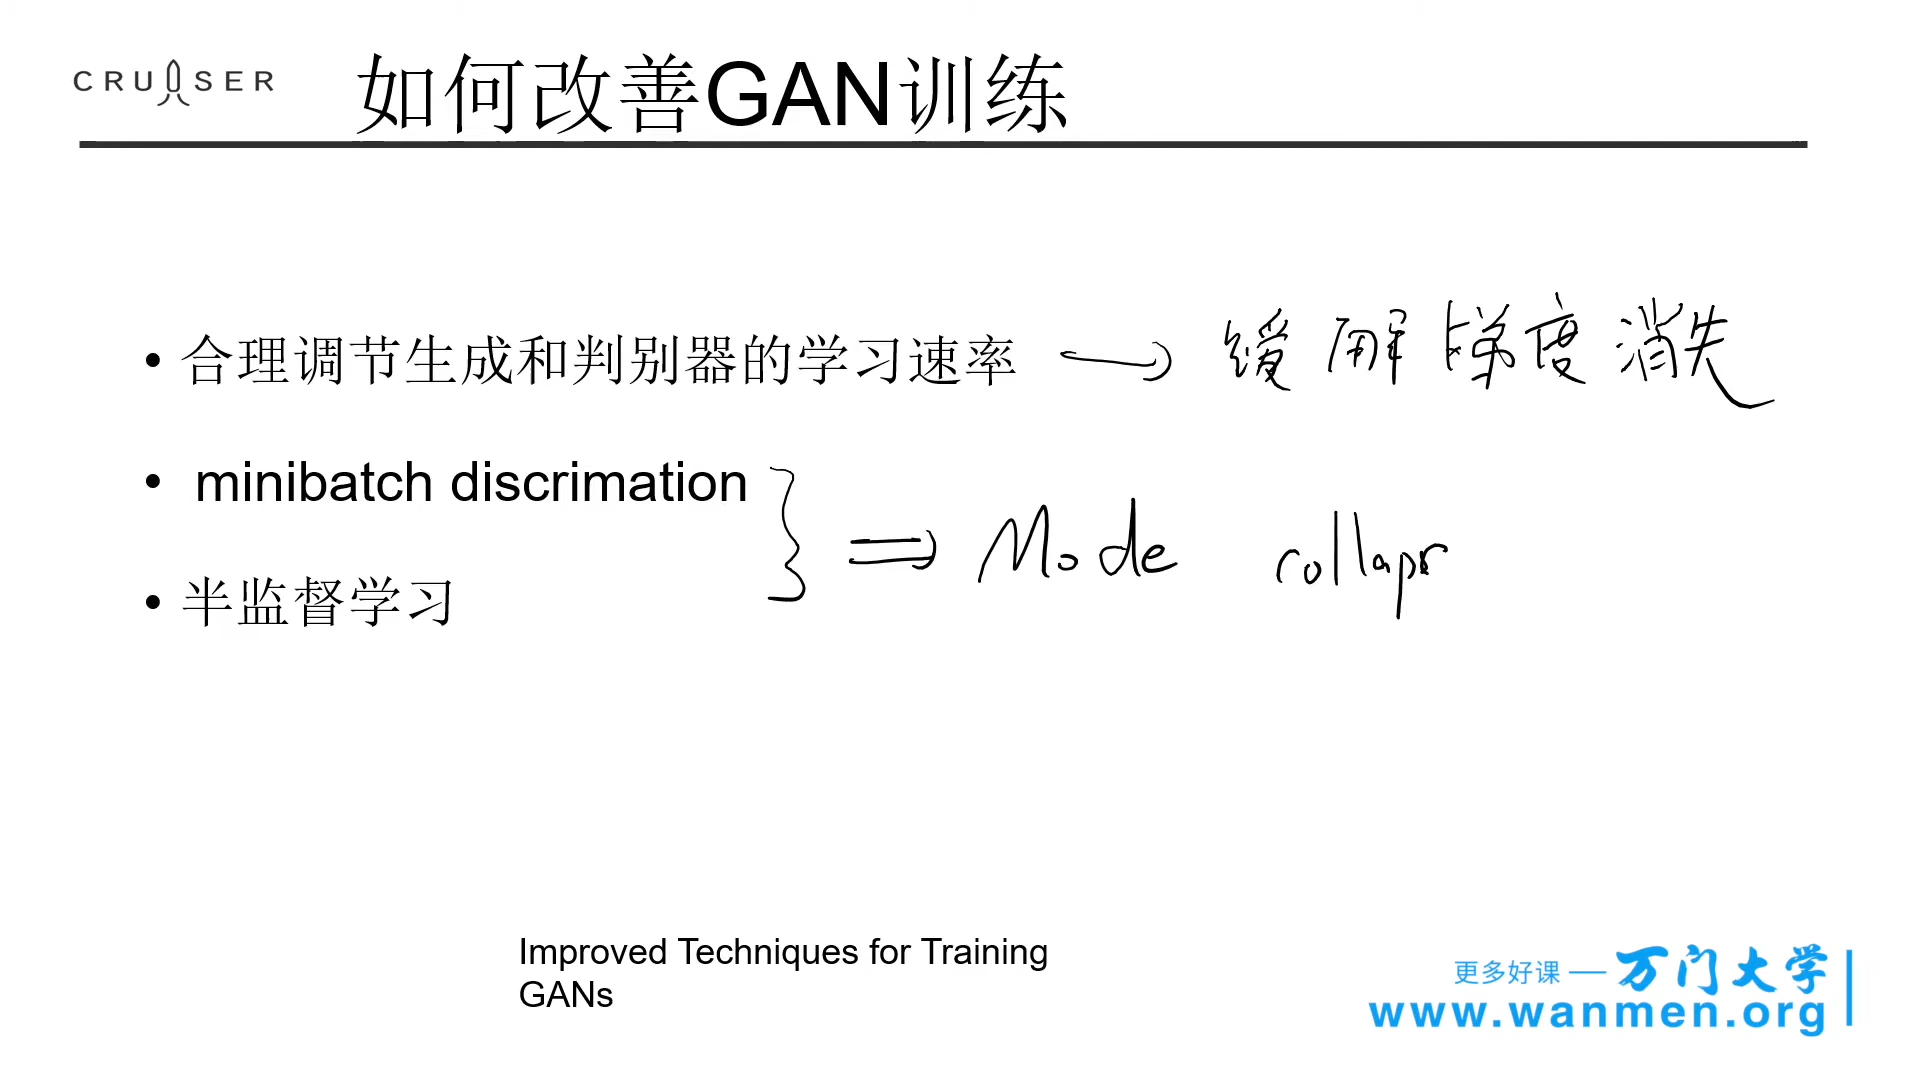 CRUISER
如何改善GAN训练
• 合理调节生成和判别器的学习速率 → 缓解梯度消失
• minibatch discrimation
⇒ Mode collapse
• 半监督学习
Improved Techniques for Training
GANs
更多好课 — 万门大学
www.wanmen.org